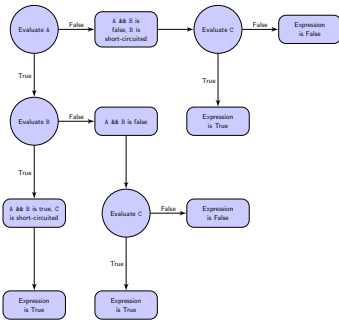 Evaluate A
False
A && B is
false, B is
short-circuited
Evaluate C
False
Expression
is False
True
True
Evaluate B
False
A && B is false
Expression
is True
True
A && B is true, C
is short-circuited
Evaluate C
False
Expression
is False
True
Expression
is True
Expression
is True